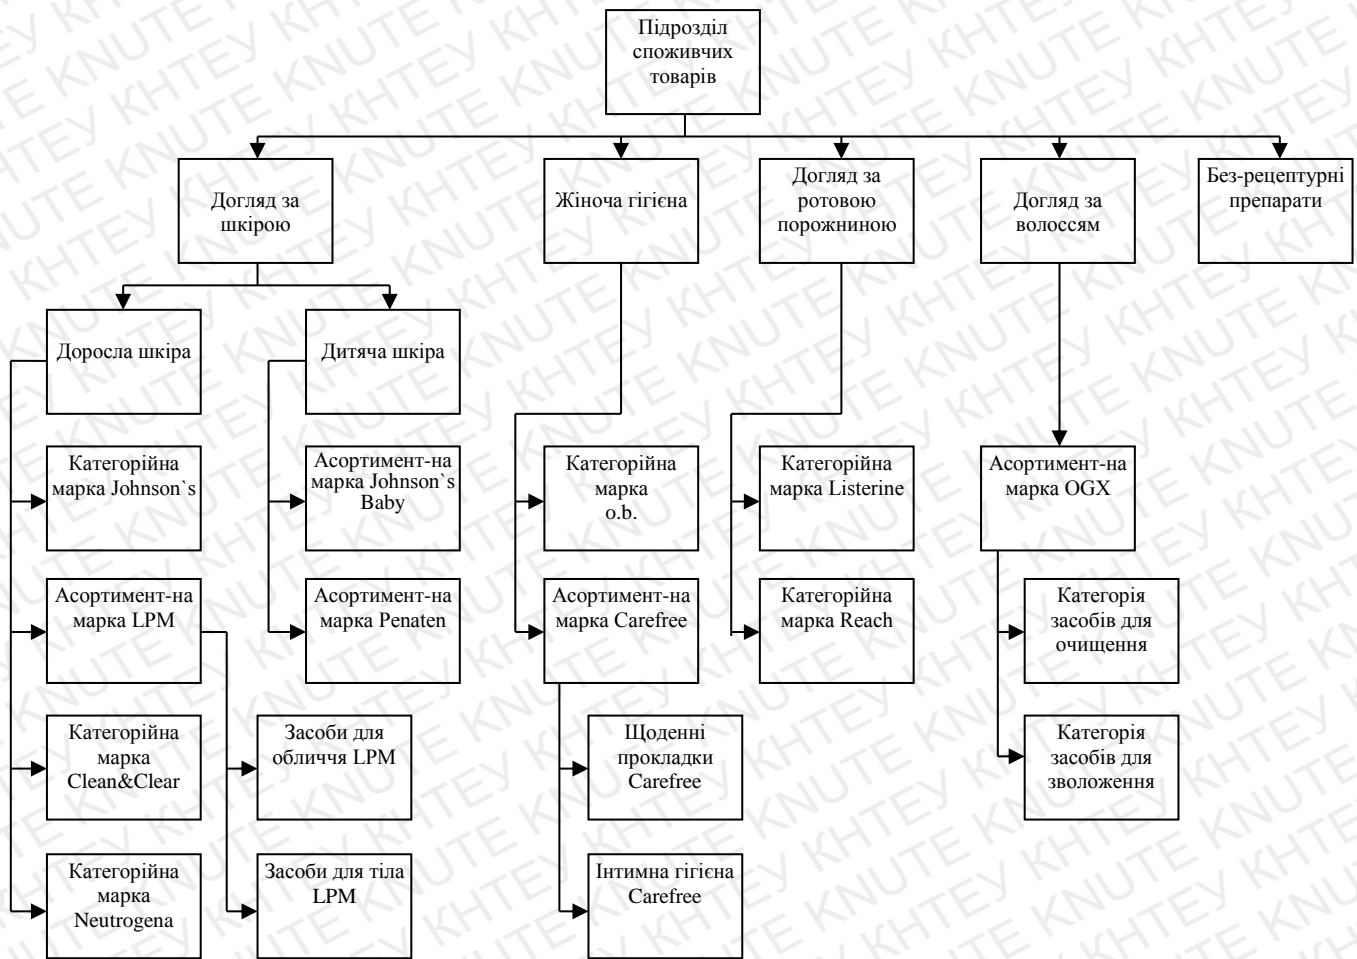 Підрозділ
споживчих
товарів
Догляд за
шкірою
Жіноча гігієна
Догляд за
ротовою
порожниною
Догляд за
волоссям
Без-рецептурні
препарати
Доросла шкіра
Дитяча шкіра
Категорійна
марка Johnson`s
Асортимент-на
марка Johnson`s
Baby
Категорійна
марка
o.b.
Категорійна
марка Listerine
Асортимент-на
марка OGX
Асортимент-на
марка LPM
Асортимент-на
марка Penaten
Асортимент-на
марка Carefree
Категорійна
марка Reach
Категорія
засобів для
очищення
Категорійна
марка
Clean&Clear
Засоби для
обличчя LPM
Щоденні
прокладки
Carefree
Категорія
засобів для
зволоження
Категорійна
марка
Neutrogena
Засоби для тіла
LPM
Інтимна гігієна
Carefree